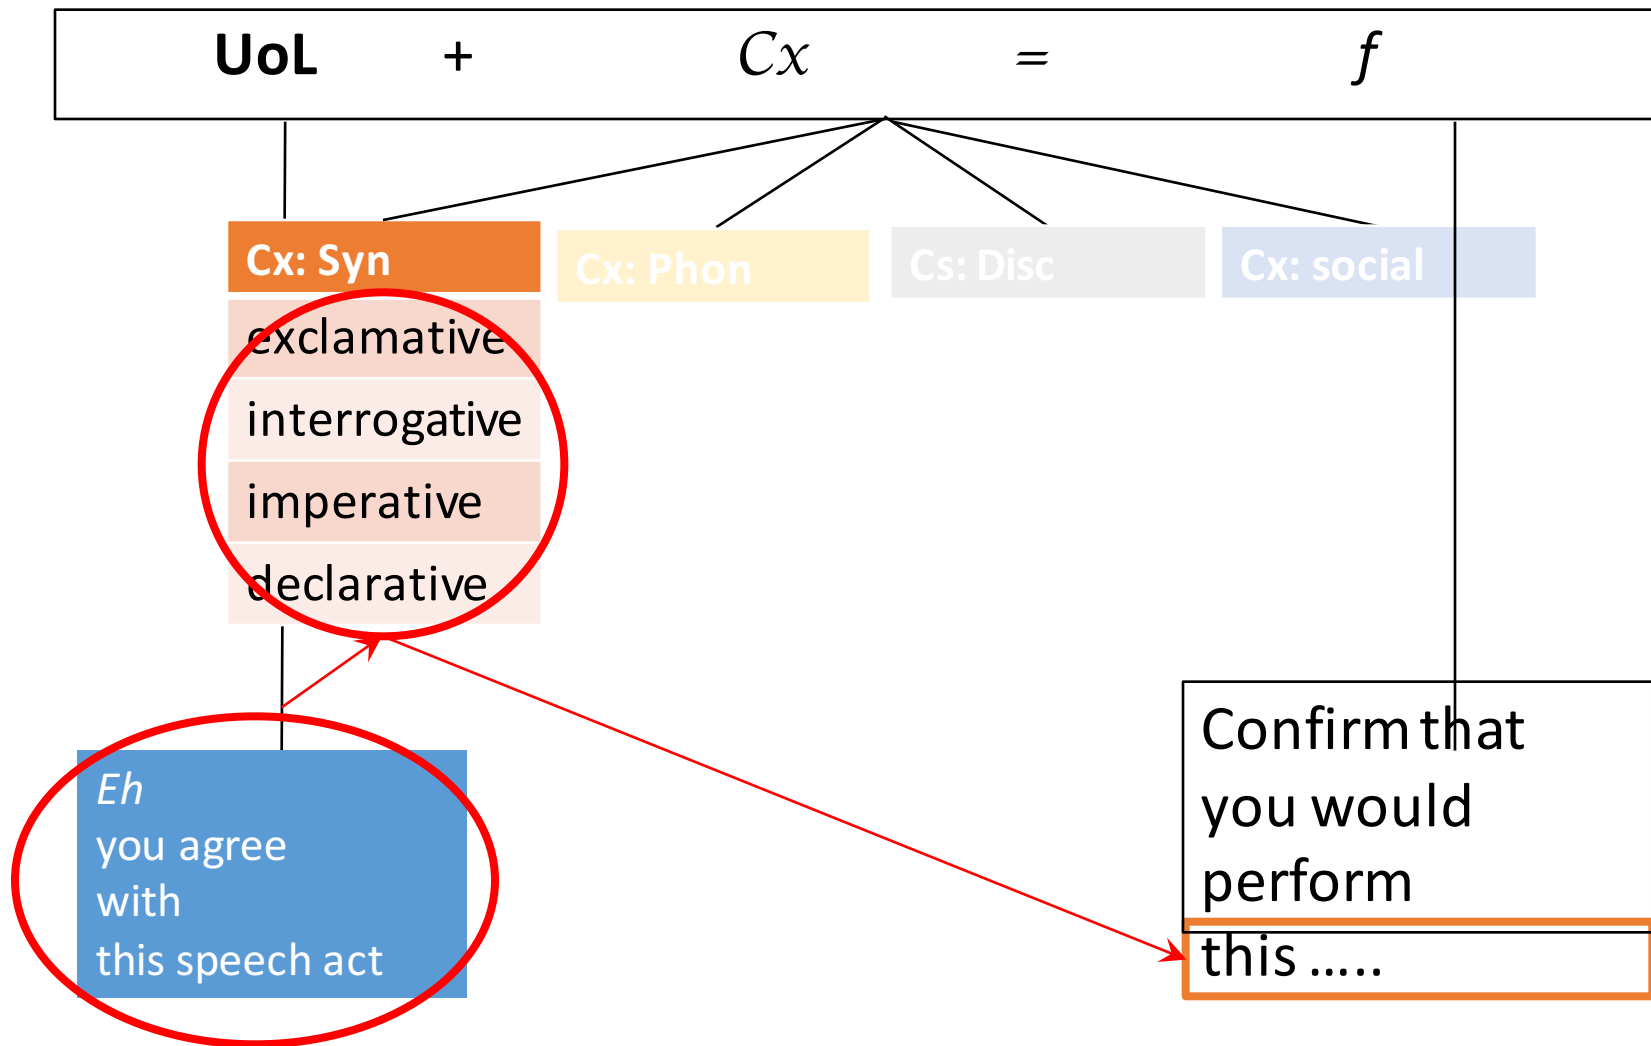 UoL + Cx = f
Cx: Syn
Cx: Phon
Cs: Disc
Cx: social
exclamative
interrogative
imperative
declarative
Eh
you agree
with
this speech act
Confirm that
you would
perform
this .....